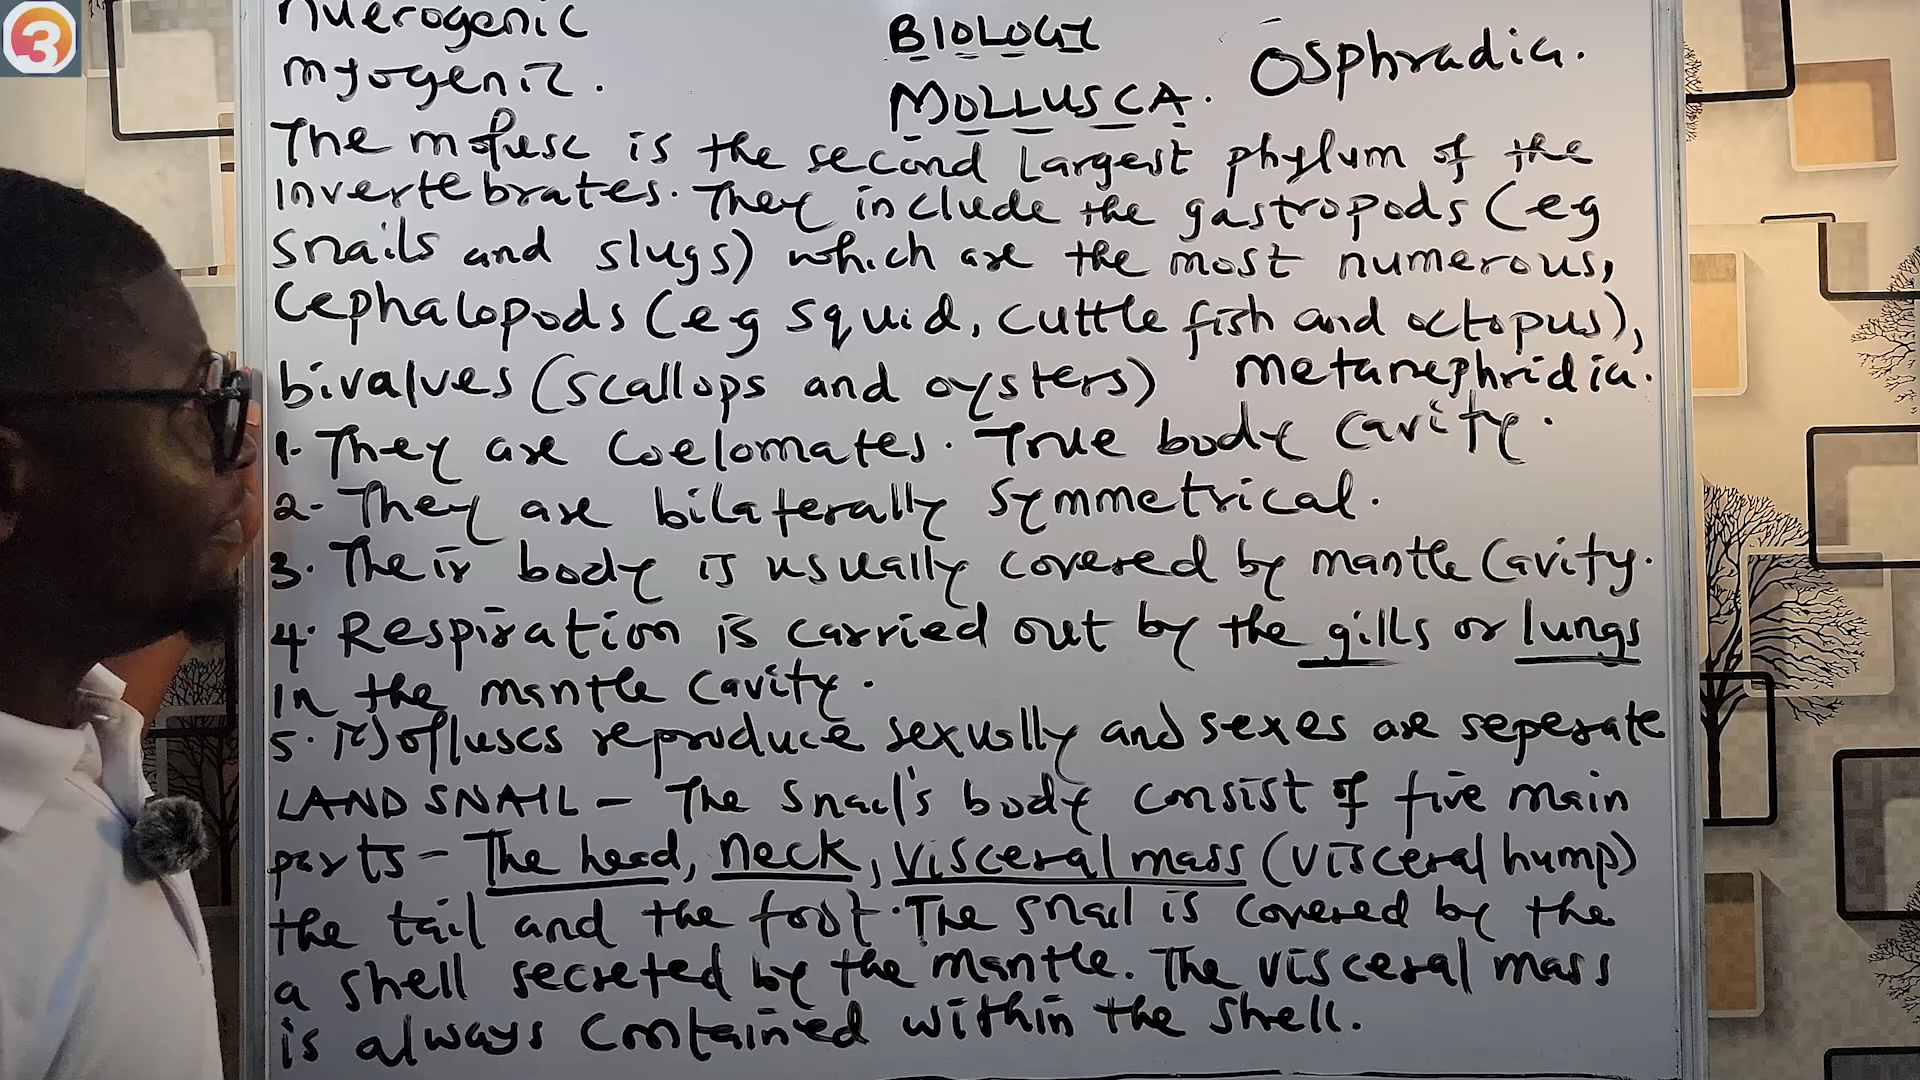 3
nuerogenic
myogenic.
BIOLOGY
MOLLUSCA.
Osphradia.
The mollusc is the second largest phylum of the
invertebrates. They include the gastropods (eg
snails and slugs) which are the most numerous,
Cephalopods (eg squid, cuttle fish and octopus),
bivalves (scallops and oysters) metanephridia.
1. They are coelomates. True body cavity.
2- They are bilaterally symmetrical.
3. Their body is usually covered by mantle cavity.
4. Respiration is carried out by the gills or lungs
in the mantle cavity.
5. Molluscs reproduce sexually and sexes are seperate
LAND SNAIL - The snail's body consist of five main
parts - The head, neck, visceral mass (visceral hump)
the tail and the foot. The snail is covered by the
a shell secreted by the mantle. The visceral mass
is always contained within the shell.